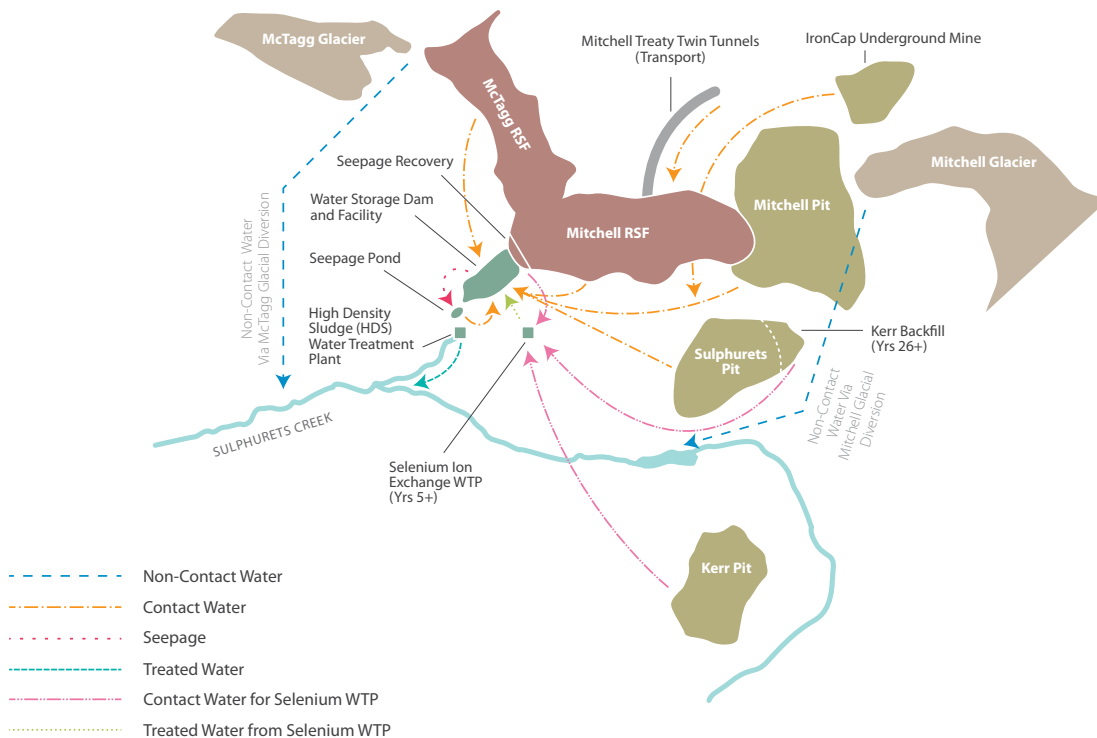 McTagg Glacier
Mitchell Treaty Twin Tunnels
(Transport)
IronCap Underground Mine
McTagg RSF
Seepage Recovery
Mitchell Glacier
Water Storage Dam
and Facility
Mitchell RSF
Mitchell Pit
Seepage Pond
Non-Contact Water
Via McTagg Glacial Diversion
High Density
Sludge (HDS)
Water Treatment
Plant
Kerr Backfill
(Yrs 26+)
Sulphurets
Pit
Non-Contact
Water Via
Mitchell Glacial
Diversion
SULPHURETS CREEK
Selenium Ion
Exchange WTP
(Yrs 5+)
Kerr Pit
Non-Contact Water
Contact Water
Seepage
Treated Water
Contact Water for Selenium WTP
Treated Water from Selenium WTP